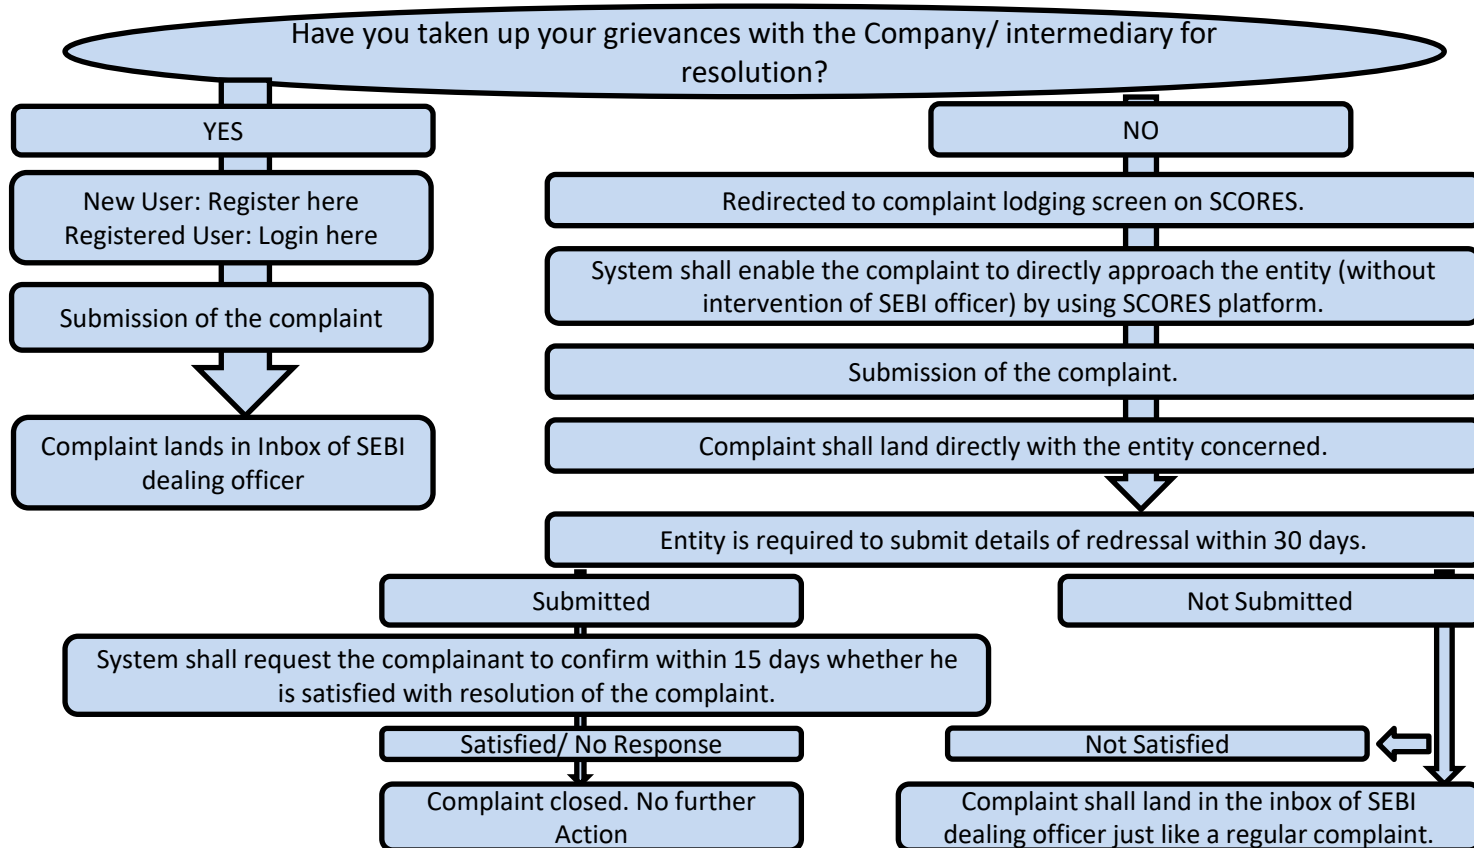 Have you taken up your grievances with the Company/ intermediary for
resolution?
YES
NO
New User: Register here
Registered User: Login here
Redirected to complaint lodging screen on SCORES.
System shall enable the complaint to directly approach the entity (without
intervention of SEBI officer) by using SCORES platform.
Submission of the complaint
Submission of the complaint.
Complaint lands in Inbox of SEBI
dealing officer
Complaint shall land directly with the entity concerned.
Entity is required to submit details of redressal within 30 days.
Submitted
Not Submitted
System shall request the complainant to confirm within 15 days whether he
is satisfied with resolution of the complaint.
Satisfied/ No Response
Not Satisfied
Complaint closed. No further
Action
Complaint shall land in the inbox of SEBI
dealing officer just like a regular complaint.